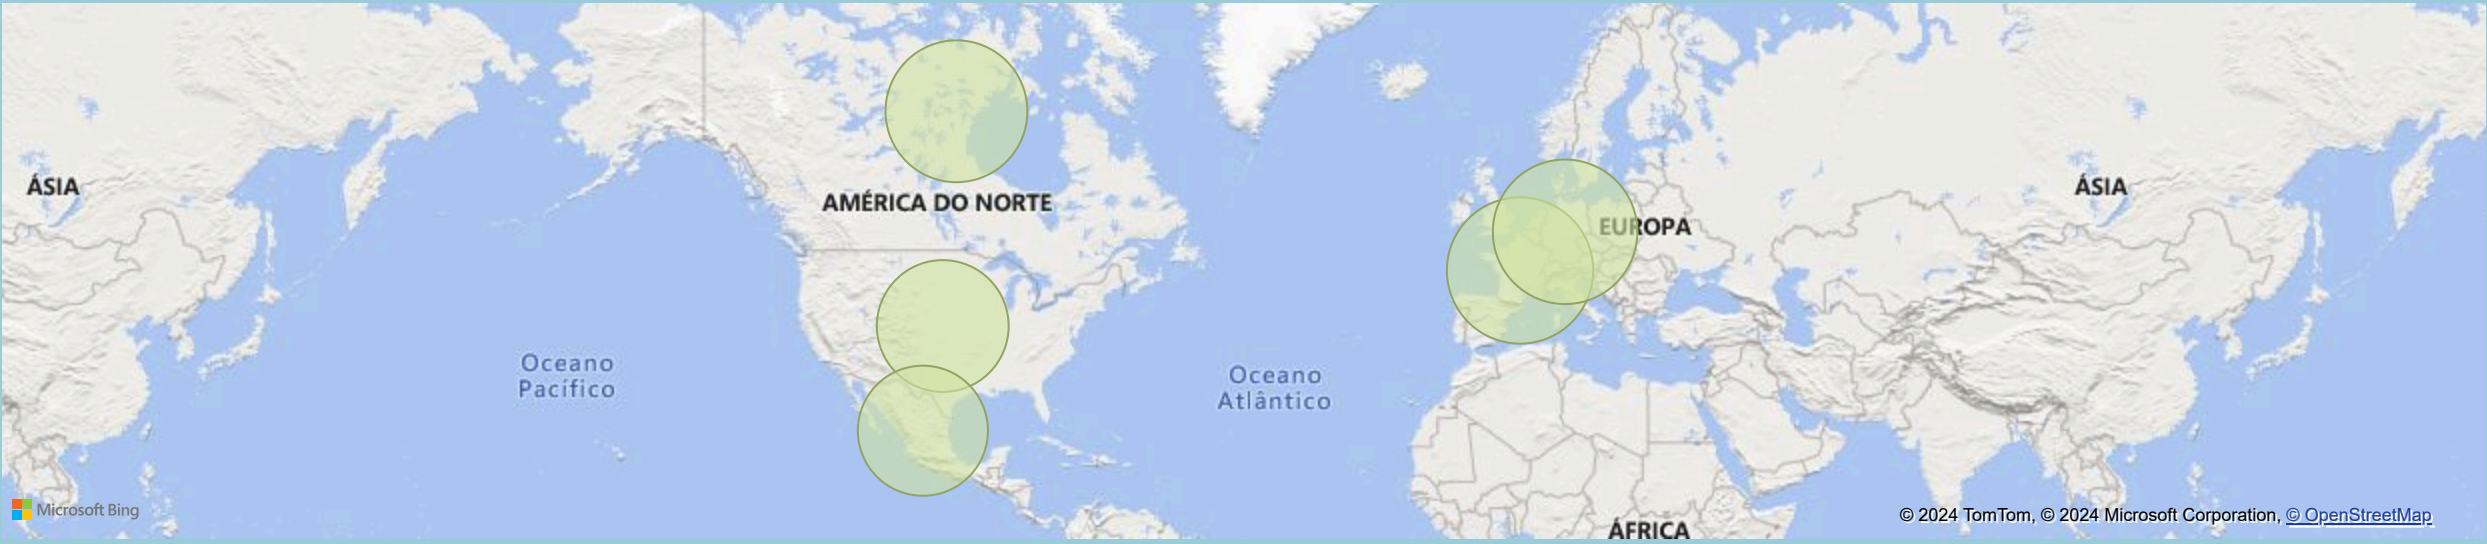 ÁSIA
AMÉRICA DO NORTE
EUROPA
ÁSIA
Oceano
Pacífico
Oceano
Atlântico
ÁFRICA
Microsoft Bing
© 2024 TomTom, © 2024 Microsoft Corporation, © OpenStreetMap